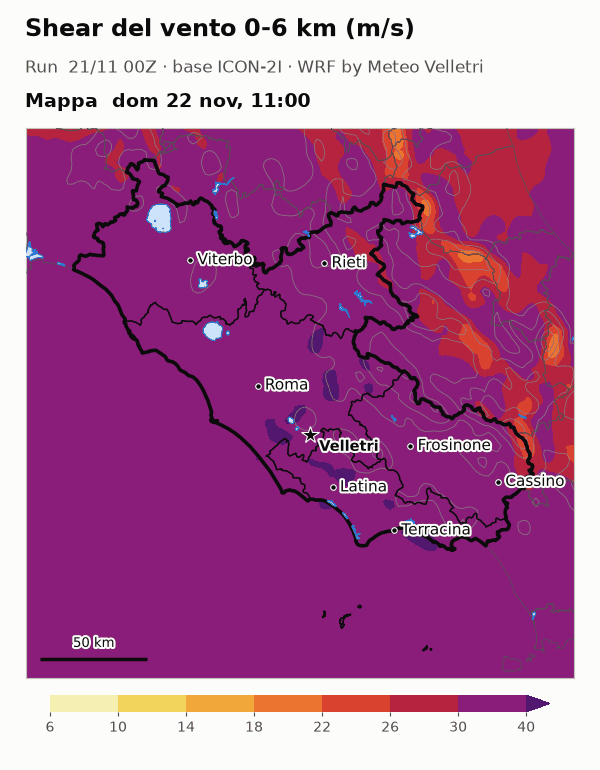 Shear del vento 0-6 km (m/s)
Run  21/11 00Z · base ICON-2I · WRF by Meteo Velletri
Mappa  dom 22 nov, 11:00
Viterbo
Rieti
Roma
Velletri
Frosinone
Latina
Cassino
Terracina
50 km
6 10 14 18 22 26 30 40